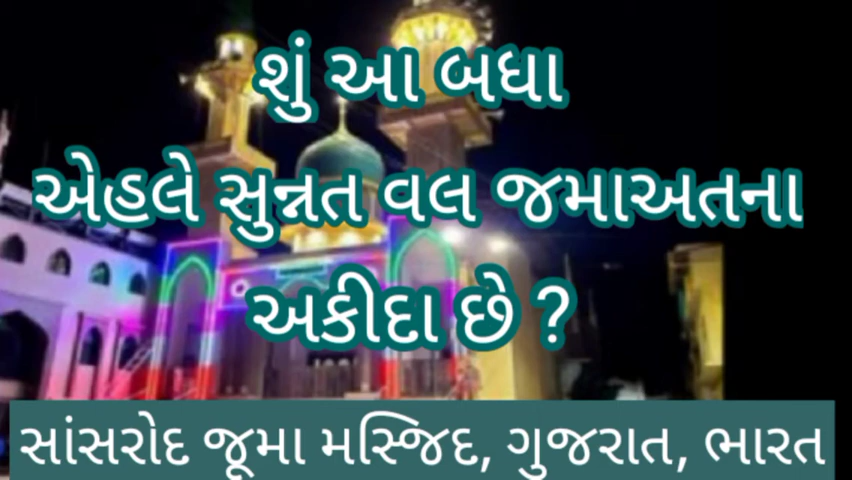 શું આ બધા
એહલે સુન્નત વલ જમાઅતના
અકીદા છે ?
સાંસરોદ જૂમા મસ્જિદ, ગુજરાત, ભારત